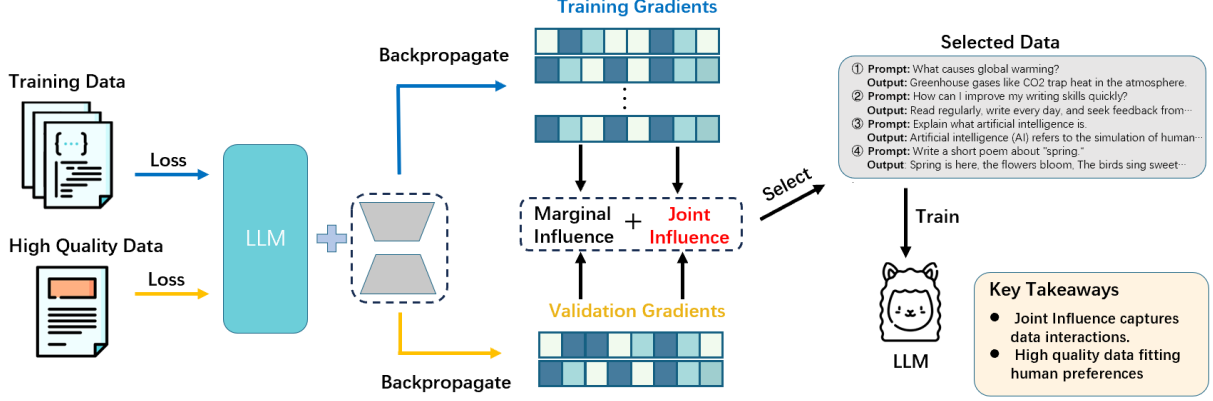 Training Data
{...}
Loss
High Quality Data
Loss
LLM
Backpropagate
Backpropagate
Training Gradients
Marginal
Influence
+
Joint
Influence
Validation Gradients
Select
Selected Data
① Prompt: What causes global warming?
Output: Greenhouse gases like CO2 trap heat in the atmosphere.
② Prompt: How can I improve my writing skills quickly?
Output: Read regularly, write every day, and seek feedback from···
③ Prompt: Explain what artificial intelligence is.
Output: Artificial intelligence (AI) refers to the simulation of human···
④ Prompt: Write a short poem about "spring."
Output: Spring is here, the flowers bloom, The birds sing sweet···
Train
LLM
Key Takeaways
● Joint Influence captures
data interactions.
● High quality data fitting
human preferences